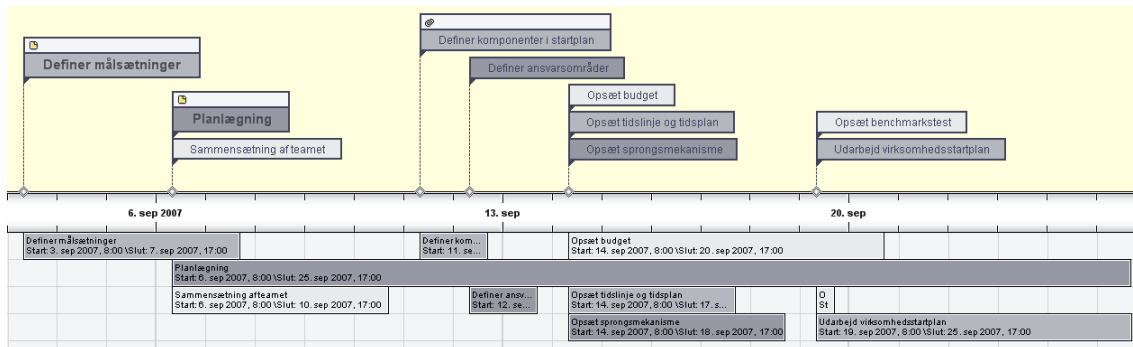 Definer målsætninger
Planlægning
Sammensætning af teamet
Definer komponenter i startplan
Definer ansvarsområder
Opsæt budget
Opsæt tidslinje og tidsplan
Opsæt sprongsmekanisme
Opsæt benchmarkstest
Udarbejd virksomhedsstartplan
6. sep 2007
13. sep
20. sep
Definer målsætninger
Start: 3. sep 2007, 8:00 \Slut: 7. sep 2007, 17:00
Definer kom...
Start: 11. se...
Opsæt budget
Start: 14. sep 2007, 8:00 \Slut: 20. sep 2007, 17:00
Planlægning
Start: 6. sep 2007, 8:00 \Slut: 25. sep 2007, 17:00
Sammensætning afteamet
Start: 6. sep 2007, 8:00 \Slut: 10. sep 2007, 17:00
Definer ansv...
Start: 12. se...
Opsæt tidslinje og tidsplan
Start: 14. sep 2007, 8:00 \Slut: 17. s...
O
St
Opsæt sprongsmekanisme
Start: 14. sep 2007, 8:00 \Slut: 18. sep 2007, 17:00
Udarbejd virksomhedsstartplan
Start: 19. sep 2007, 8:00 \Slut: 25. sep 2007, 17:00